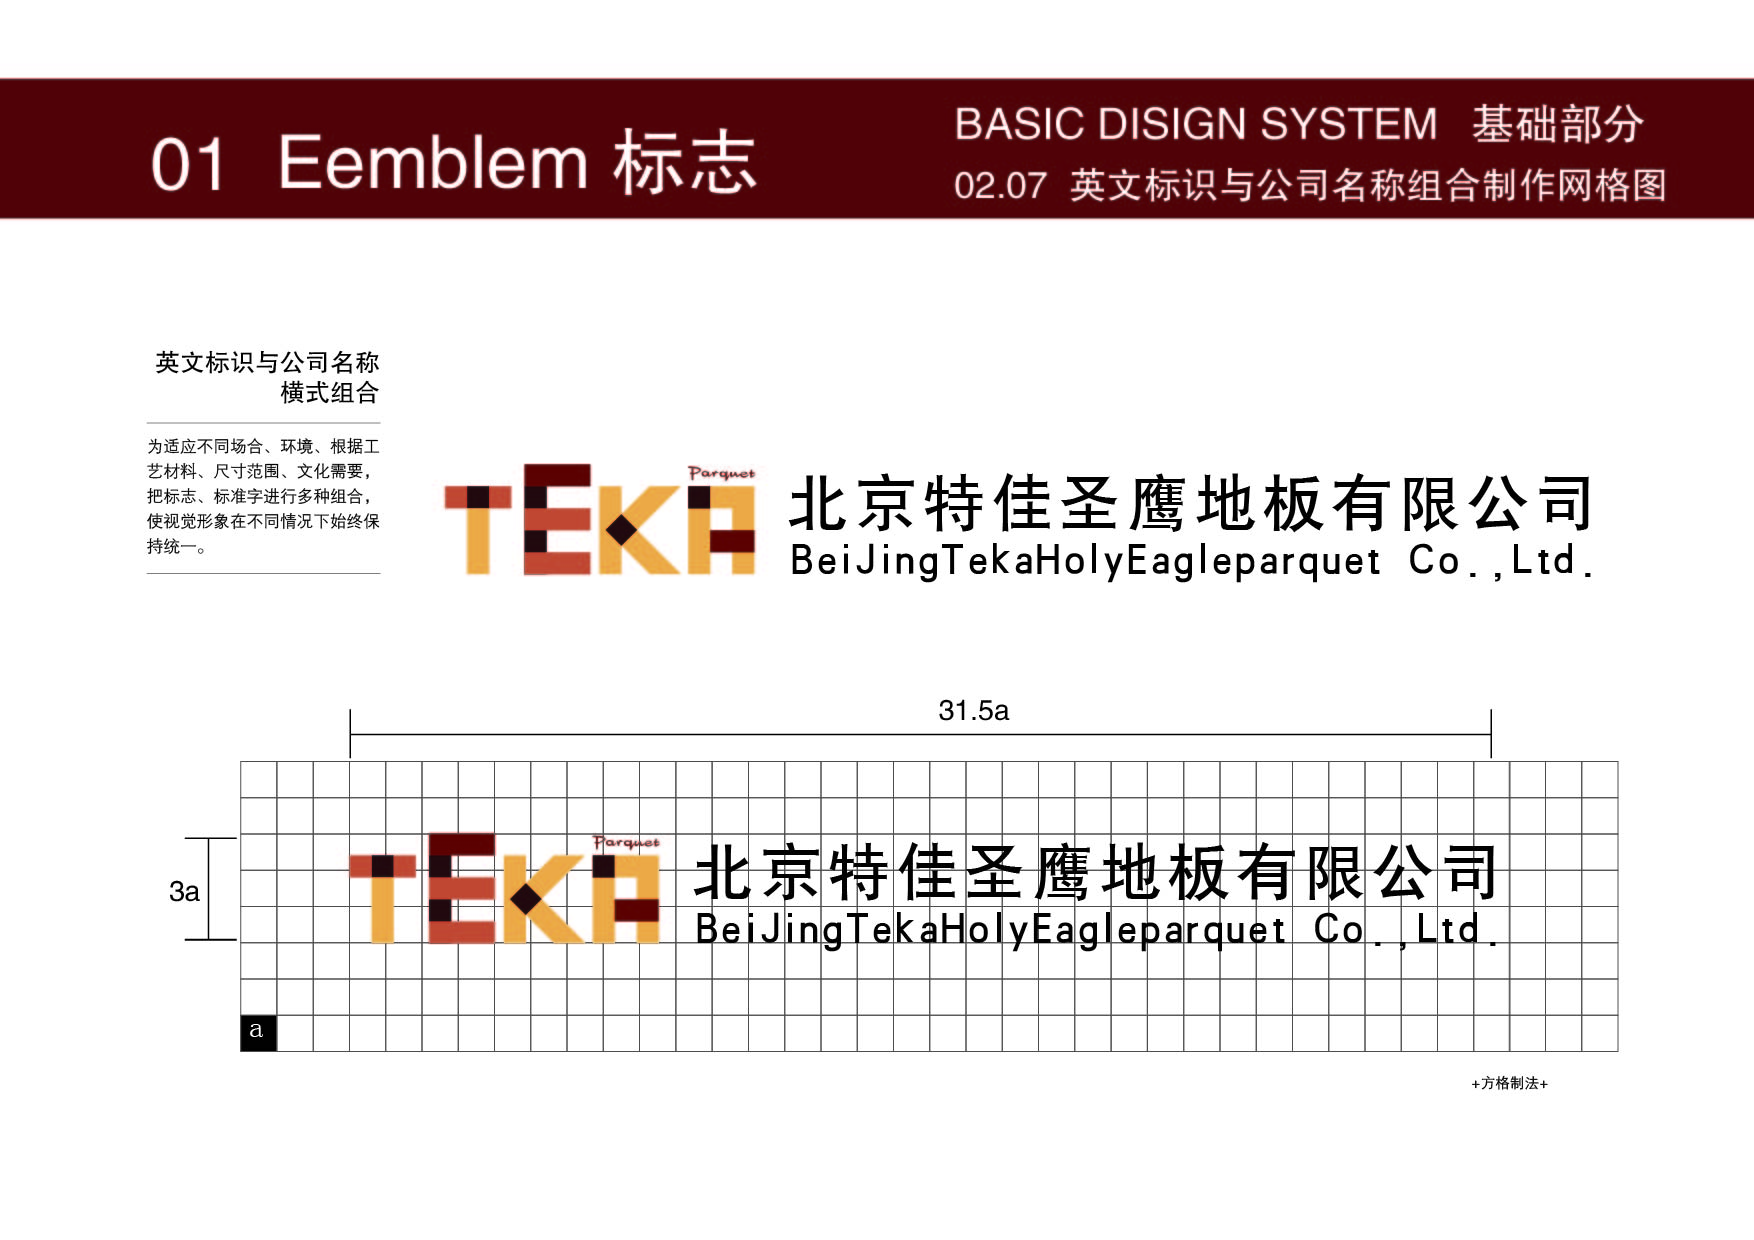 01 Eemblem 标志
BASIC DISIGN SYSTEM 基础部分
02.07 英文标识与公司名称组合制作网格图
英文标识与公司名称
横式组合
为适应不同场合、环境、根据工
艺材料、尺寸范围、文化需要，
把标志、标准字进行多种组合，
使视觉形象在不同情况下始终保
持统一。
Parquet
TEKA
北京特佳圣鹰地板有限公司
BeiJingTekaHolyEagleparquet Co.,Ltd.
31.5a
3a
Parquet
TEKA
北京特佳圣鹰地板有限公司
BeiJingTekaHolyEagleparquet Co.,Ltd.
a
+方格制法+